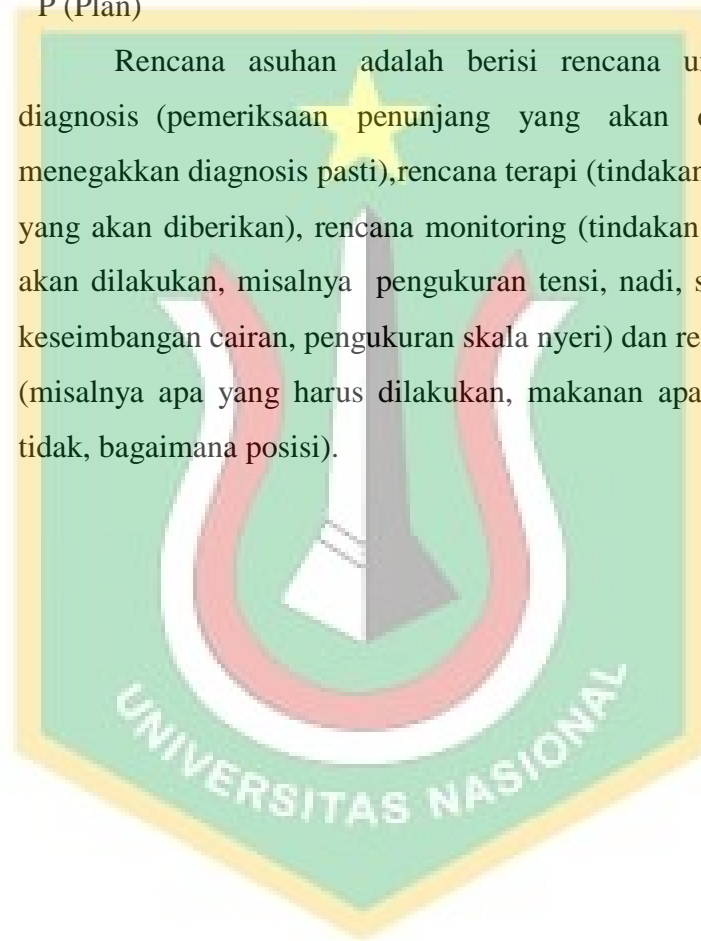 P (Plan)
Rencana asuhan adalah berisi rencana
diagnosis (pemeriksaan penunjang yang akan
menegakkan diagnosis pasti),rencana terapi (tindakan
yang akan diberikan), rencana monitoring (tindakan
akan dilakukan, misalnya pengukuran tensi, nadi,
keseimbangan cairan, pengukuran skala nyeri) dan
(misalnya apa yang harus dilakukan, makanan apa
tidak, bagaimana posisi).
UNIVERSITAS NASIONAL